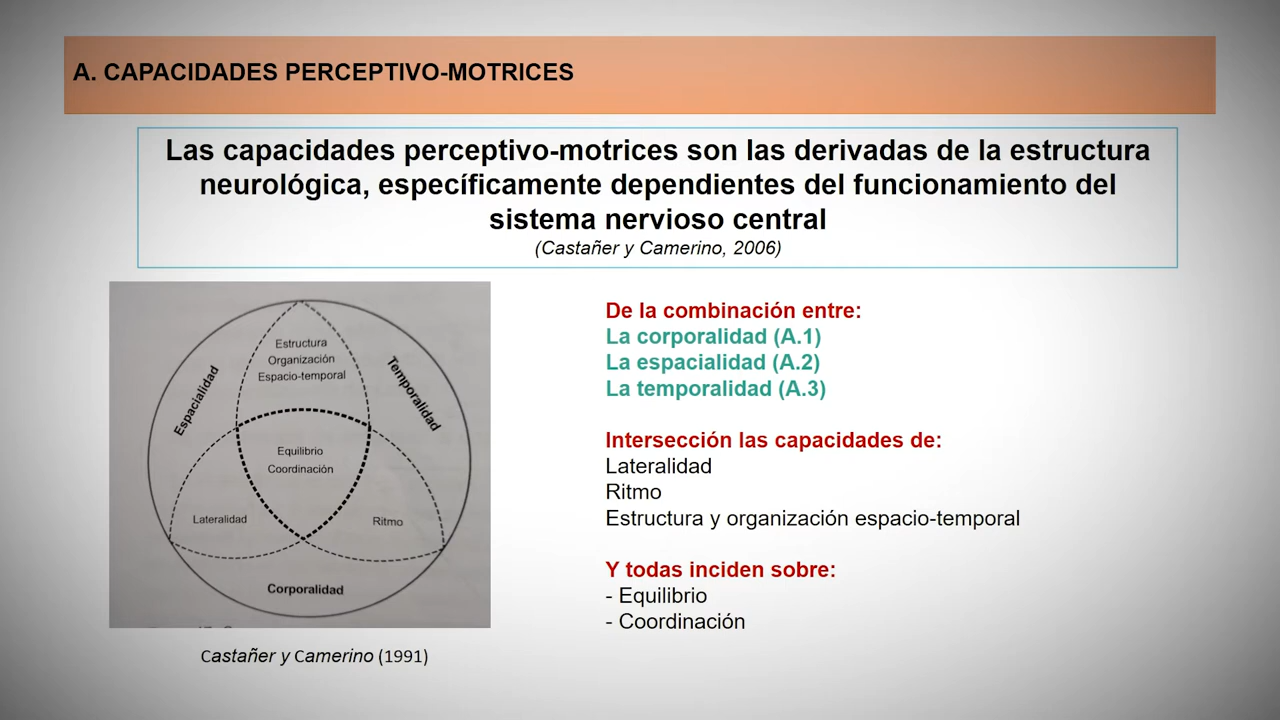 A. CAPACIDADES PERCEPTIVO-MOTRICES
Las capacidades perceptivo-motrices son las derivadas de la estructura
neurológica, específicamente dependientes del funcionamiento del
sistema nervioso central
(Castañer y Camerino, 2006)
Estructura
Organización
Espacio-temporal
Espacialidad
Temporalidad
Equilibrio
Coordinación
Lateralidad
Ritmo
Corporalidad
Castañer y Camerino (1991)
De la combinación entre:
La corporalidad (A.1)
La espacialidad (A.2)
La temporalidad (A.3)
Intersección las capacidades de:
Lateralidad
Ritmo
Estructura y organización espacio-temporal
Y todas inciden sobre:
- Equilibrio
- Coordinación